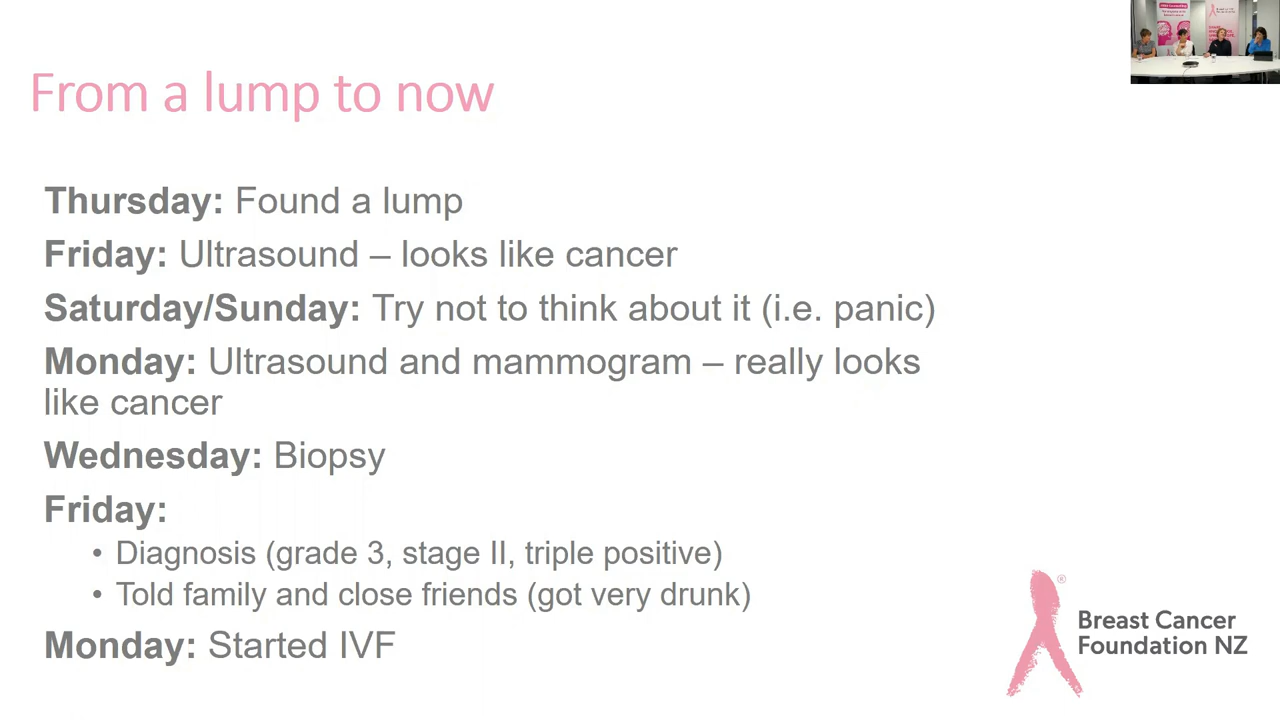 From a lump to now
Thursday: Found a lump
Friday: Ultrasound – looks like cancer
Saturday/Sunday: Try not to think about it (i.e. panic)
Monday: Ultrasound and mammogram – really looks
like cancer
Wednesday: Biopsy
Friday:
• Diagnosis (grade 3, stage II, triple positive)
• Told family and close friends (got very drunk)
Monday: Started IVF
®
Breast Cancer
Foundation NZ